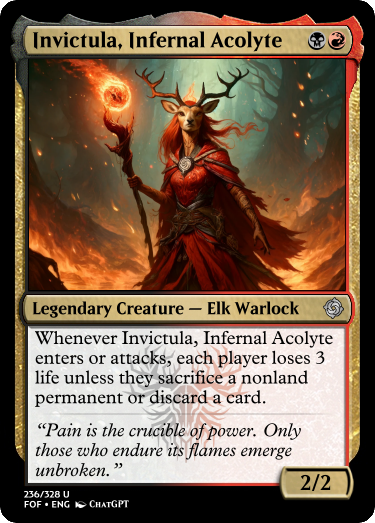 Invictula, Infernal Acolyte
Legendary Creature — Elk Warlock
Whenever Invictula, Infernal Acolyte
enters or attacks, each player loses 3
life unless they sacrifice a nonland
permanent or discard a card.
“Pain is the crucible of power. Only
those who endure its flames emerge
unbroken.”
2/2
236/328 U
FOF • ENG ChatGPT